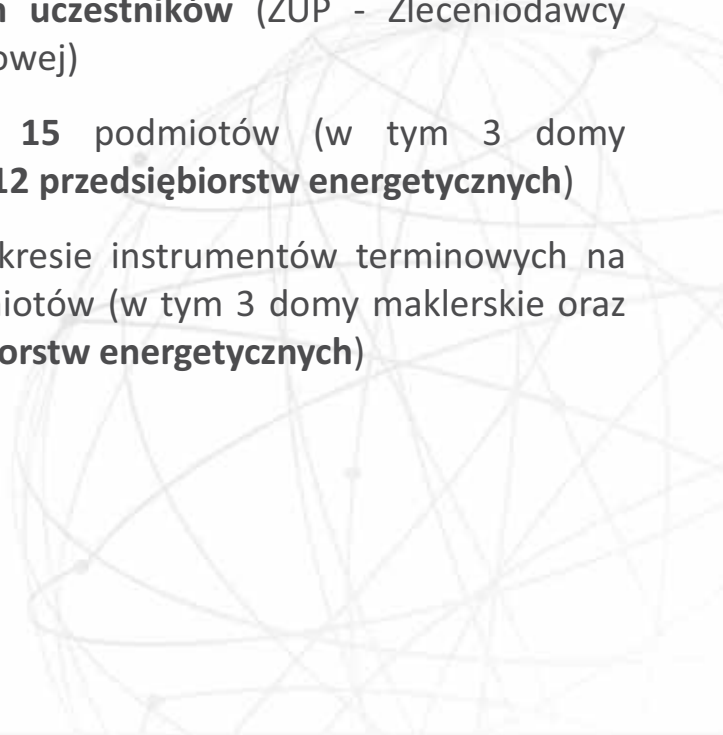 uczestników (ZUP - Zleceniodawcy
owej)
15 podmiotów (w tym 3 domy
12 przedsiębiorstw energetycznych)
kresie instrumentów terminowych na
niotów (w tym 3 domy maklerskie oraz
orstw energetycznych)